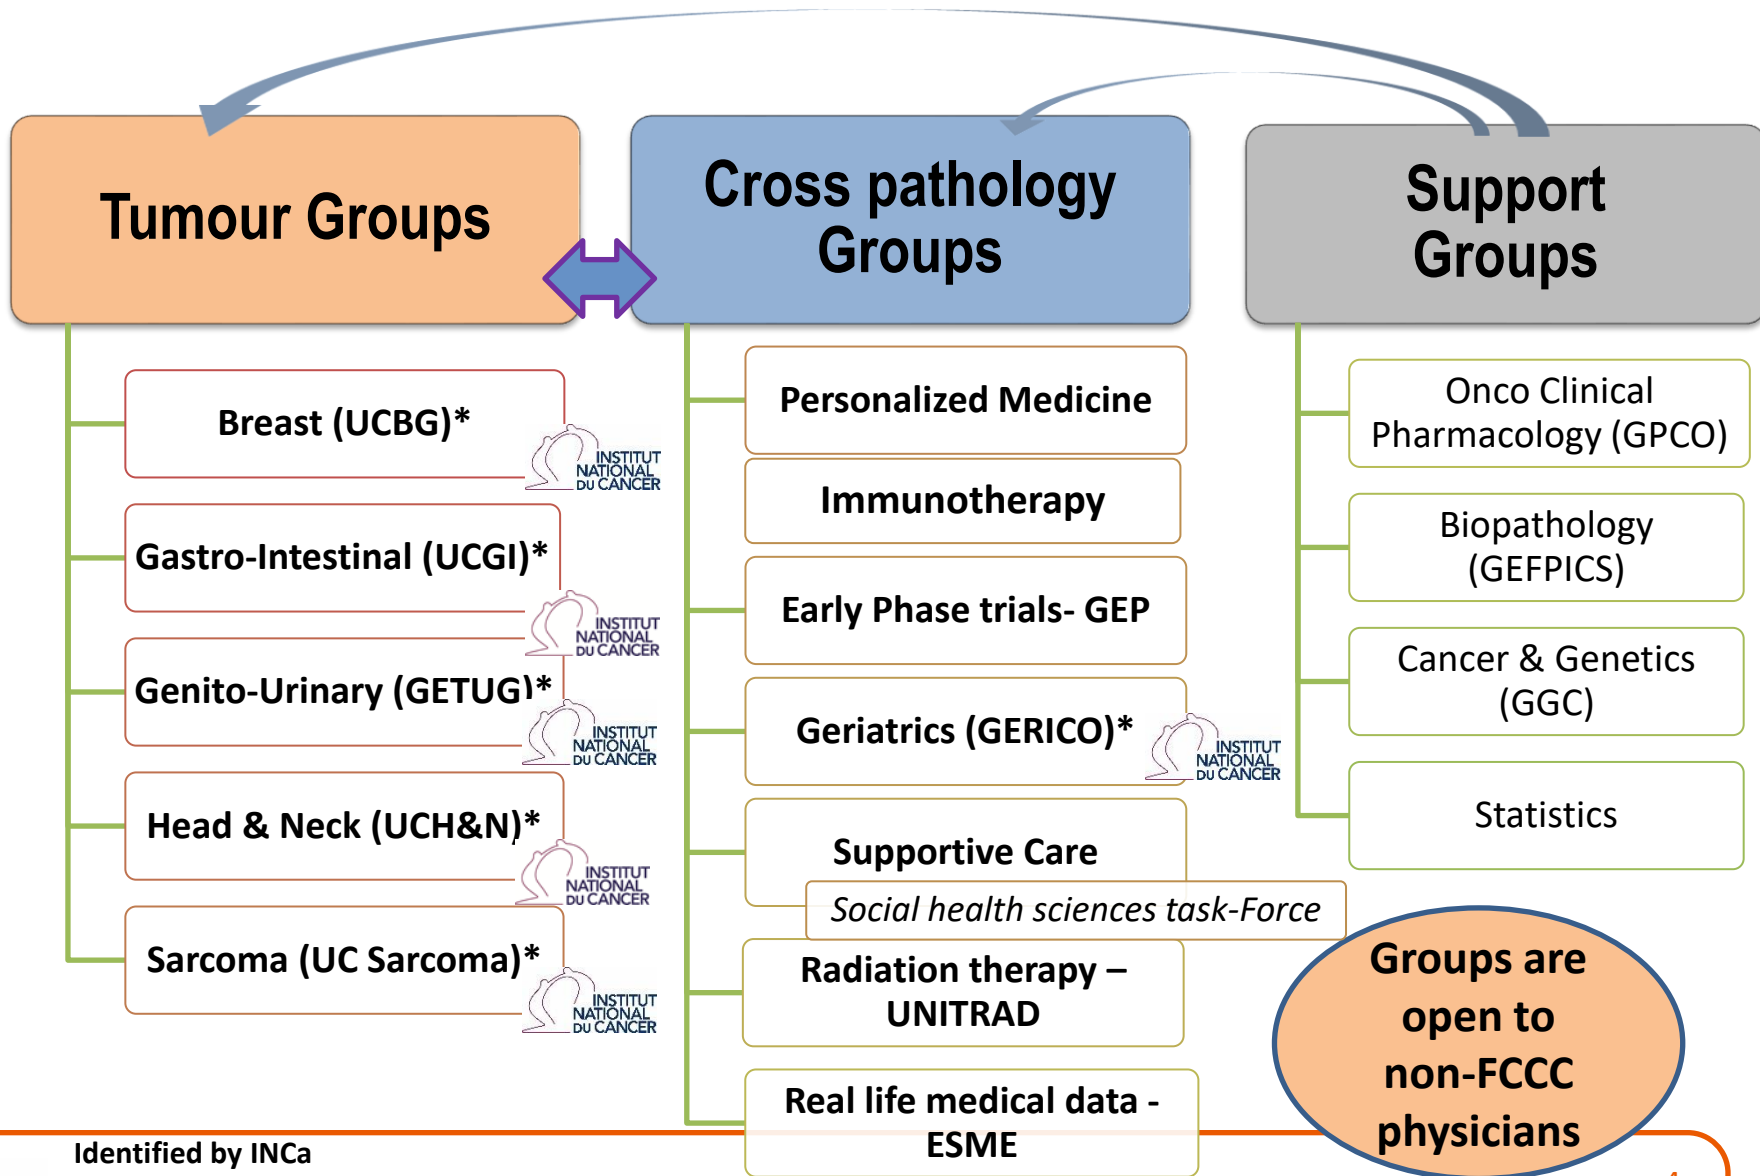 Tumour Groups
Breast (UCBG)*
INSTITUT
NATIONAL
DU CANCER
Gastro-Intestinal (UCGI)*
INSTITUT
NATIONAL
DU CANCER
Genito-Urinary (GETUG)*
INSTITUT
NATIONAL
DU CANCER
Head & Neck (UCH&N)*
INSTITUT
NATIONAL
DU CANCER
Sarcoma (UC Sarcoma)*
INSTITUT
NATIONAL
DU CANCER
Cross pathology
Groups
Personalized Medicine
Immunotherapy
Early Phase trials- GEP
Geriatrics (GERICO)*
INSTITUT
NATIONAL
DU CANCER
Supportive Care
Social health sciences task-Force
Radiation therapy –
UNITRAD
Real life medical data -
ESME
Support
Groups
Onco Clinical
Pharmacology (GPCO)
Biopathology
(GEFPICS)
Cancer & Genetics
(GGC)
Statistics
Groups are
open to
non-FCCC
physicians
Identified by INCa